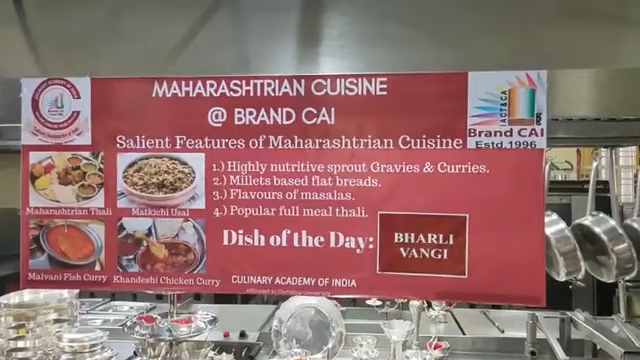 MAHARASHTRIAN CUISINE
@ BRAND CAI
Salient Features of Maharashtrian Cuisine
IACT&CA
Brand CAI
Estd.1996
1.) Highly nutritive sprout Gravies & Curries.
2.) Millets based flat breads.
3.) Flavours of masalas.
4.) Popular full meal thali.
Maharashtrian Thali
Matkichi Usal
Malvani Fish Curry
Khandeshi Chicken Curry
Dish of the Day:
BHARLI
VANGI
CULINARY ACADEMY OF INDIA